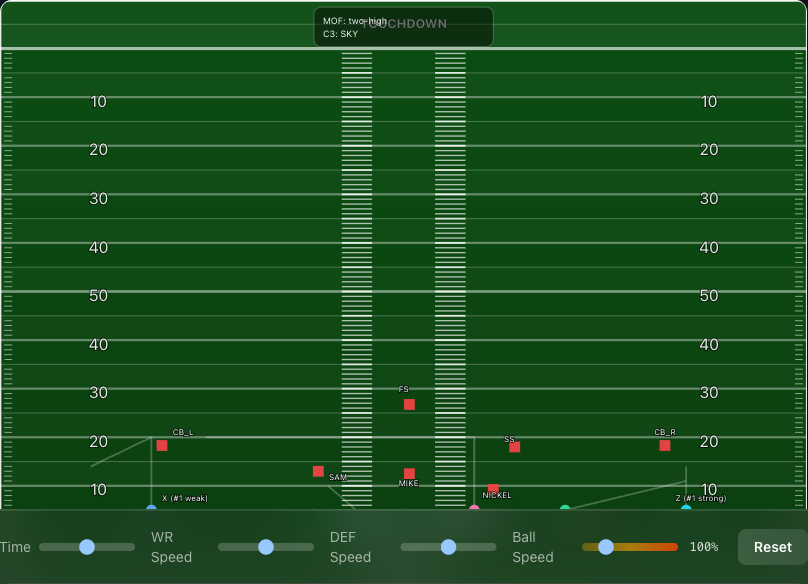 MOF: two-high
TOUCHDOWN
C3: SKY
10 10
20 20
30 30
40 40
50 50
40 40
FS
30 30
CB_L SS CB_R
20 20
SAM MIKE
10 NICKEL 10
X (#1 weak) Z (#1 strong)
Time WR Speed DEF Speed Ball Speed 100% Reset